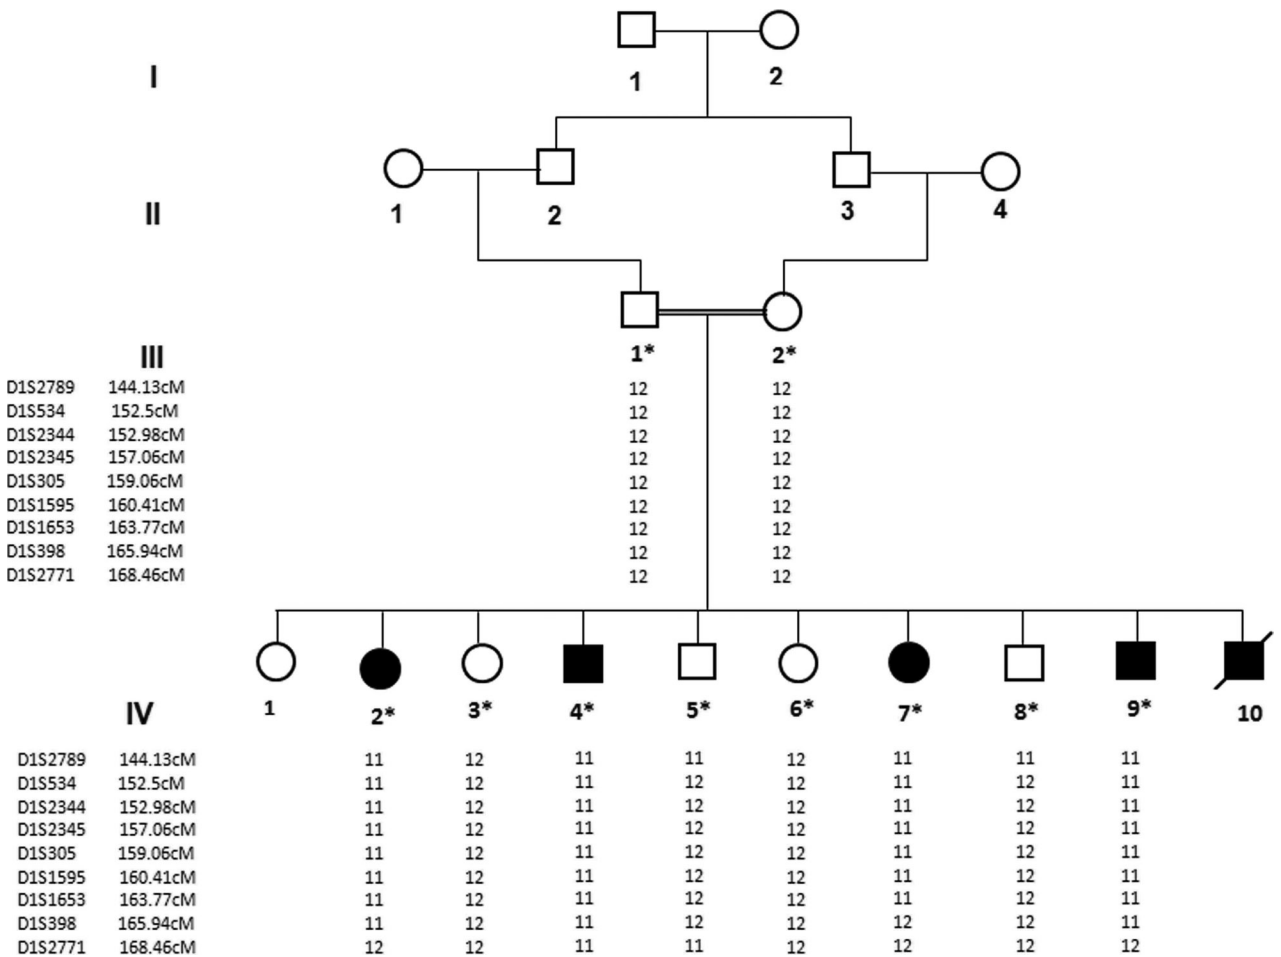 I
1 2
II
1 2 3 4
III
1* 2*
D1S2789 144.13cM 12 12
D1S534 152.5cM 12 12
D1S2344 152.98cM 12 12
D1S2345 157.06cM 12 12
D1S305 159.06cM 12 12
D1S1595 160.41cM 12 12
D1S1653 163.77cM 12 12
D1S398 165.94cM 12 12
D1S2771 168.46cM 12 12
IV 1 2* 3* 4* 5* 6* 7* 8* 9* 10
D1S2789 144.13cM 11 12 11 11 12 11 11 11
D1S534 152.5cM 11 12 11 12 12 11 12 11
D1S2344 152.98cM 11 12 11 12 12 11 12 11
D1S2345 157.06cM 11 12 11 12 12 11 12 11
D1S305 159.06cM 11 12 11 12 12 11 12 11
D1S1595 160.41cM 11 12 11 12 12 11 12 11
D1S1653 163.77cM 11 12 11 12 12 11 12 11
D1S398 165.94cM 11 12 11 12 12 12 12 11
D1S2771 168.46cM 12 12 11 11 12 12 12 12